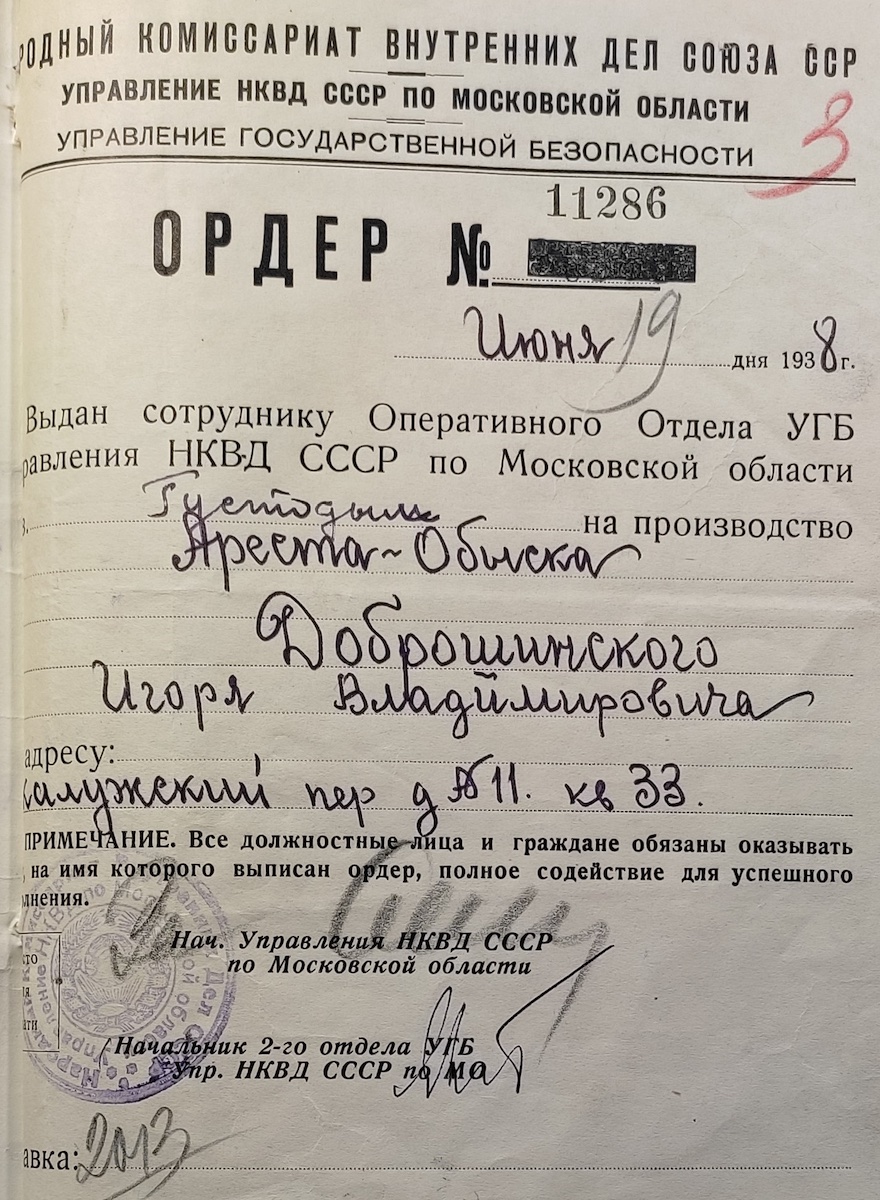 РОДНЫЙ КОМИССАРИАТ ВНУТРЕННИХ ДЕЛ СОЮЗА ССР
УПРАВЛЕНИЕ НКВД СССР ПО МОСКОВСКОЙ ОБЛАСТИ
УПРАВЛЕНИЕ ГОСУДАРСТВЕННОЙ БЕЗОПАСНОСТИ
3
11286
ОРДЕР №
Июня 19 дня 1938 г.
Выдан сотруднику Оперативного Отдела УГБ
равления НКВД СССР по Московской области
на производство
Ареста-Обыска
Доброшинского
Игоря Владимировича
адресу:
Калужский пер д №11. кв 33.
ПРИМЕЧАНИЕ. Все должностные лица и граждане обязаны оказывать
, на имя которого выписан ордер, полное содействие для успешного
лнения.
Нач. Управления НКВД СССР
по Московской области
Начальник 2-го отдела УГБ
Упр. НКВД СССР по МО
авка: 2013